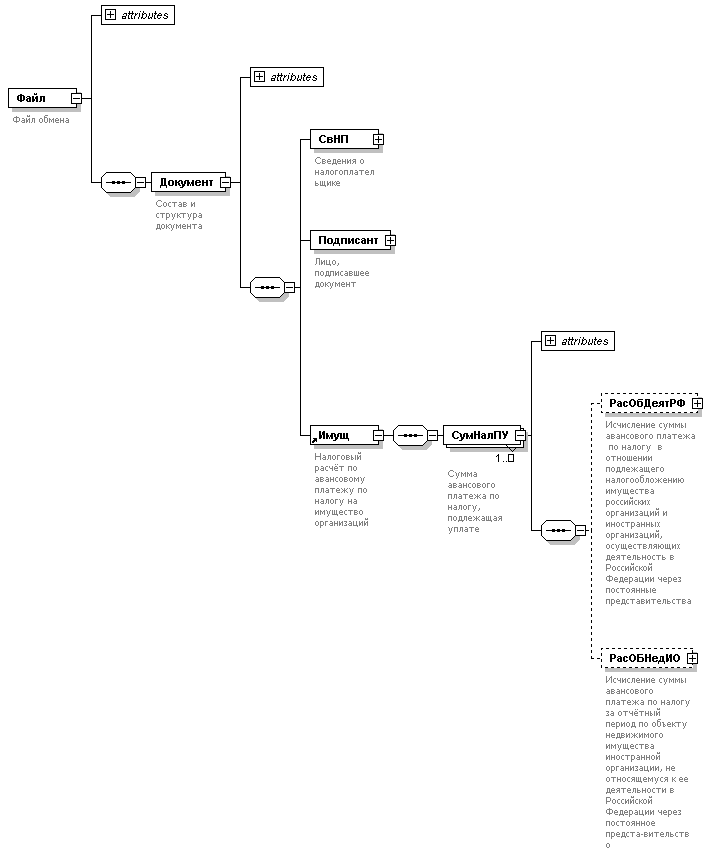 attributes
attributes
Файл
Файл обмена
СвНП
Сведения о
налогоплател
ьщике
Документ
Состав и
структура
документа
Подписант
Лицо,
подписавшее
документ
attributes
РасОбДеятРФ
Исчисление суммы
авансового платежа
по налогу в
отношении
подлежащего
налогообложению
имущества
российских
организаций и
иностранных
организаций,
осуществляющих
деятельность в
Российской
Федерации через
постоянные
представительства
Имущ
Налоговый
расчёт по
авансовому
платежу по
налогу на
имущество
организаций
СумНалПУ
1..
Сумма
авансового
платежа по
налогу,
подлежащая
уплате
РасОБНедИО
Исчисление суммы
авансового
платежа по налогу
за отчётный
период по объекту
недвижимого
имущества
иностранной
организации, не
относящемуся к ее
деятельности в
Российской
Федерации через
постоянное
предста-вительств
о